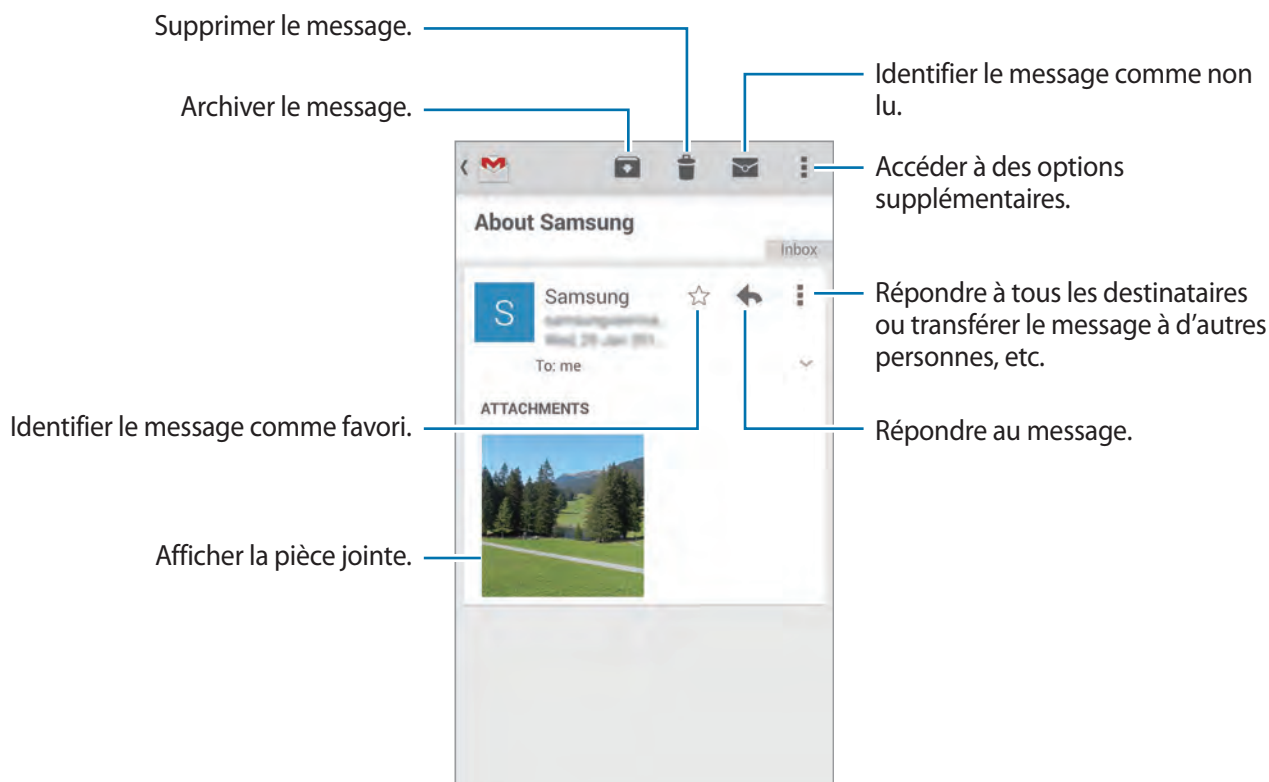 Supprimer le message.
Archiver le message.
Identifier le message comme non
lu.
Accéder à des options
supplémentaires.
About Samsung
Inbox
S
Samsung
To: me
Répondre à tous les destinataires
ou transférer le message à d’autres
personnes, etc.
ATTACHMENTS
Identifier le message comme favori.
Répondre au message.
Afficher la pièce jointe.